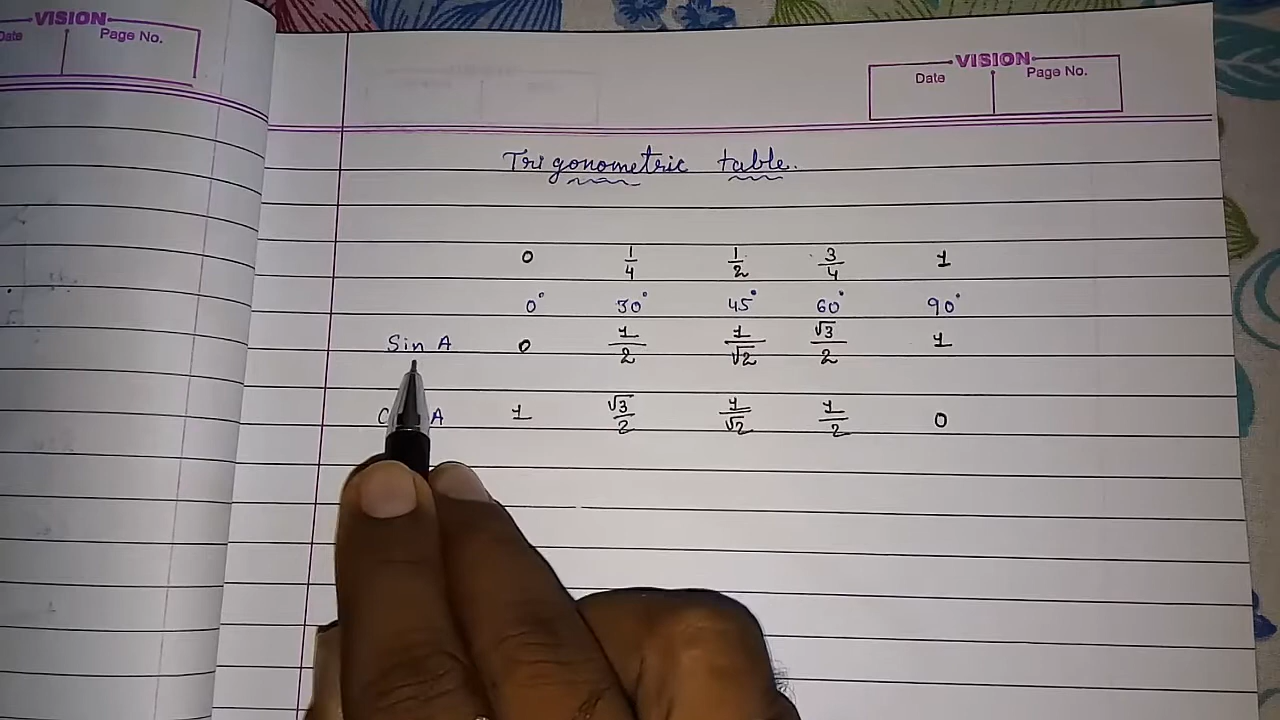 VISION
Date Page No.
VISION
Date Page No.
Trigonometric table.
0 1/4 1/2 3/4 1
0° 30° 45° 60° 90°
Sin A 0 1/2 1/√2 √3/2 1
A 1 √3/2 1/√2 1/2 0